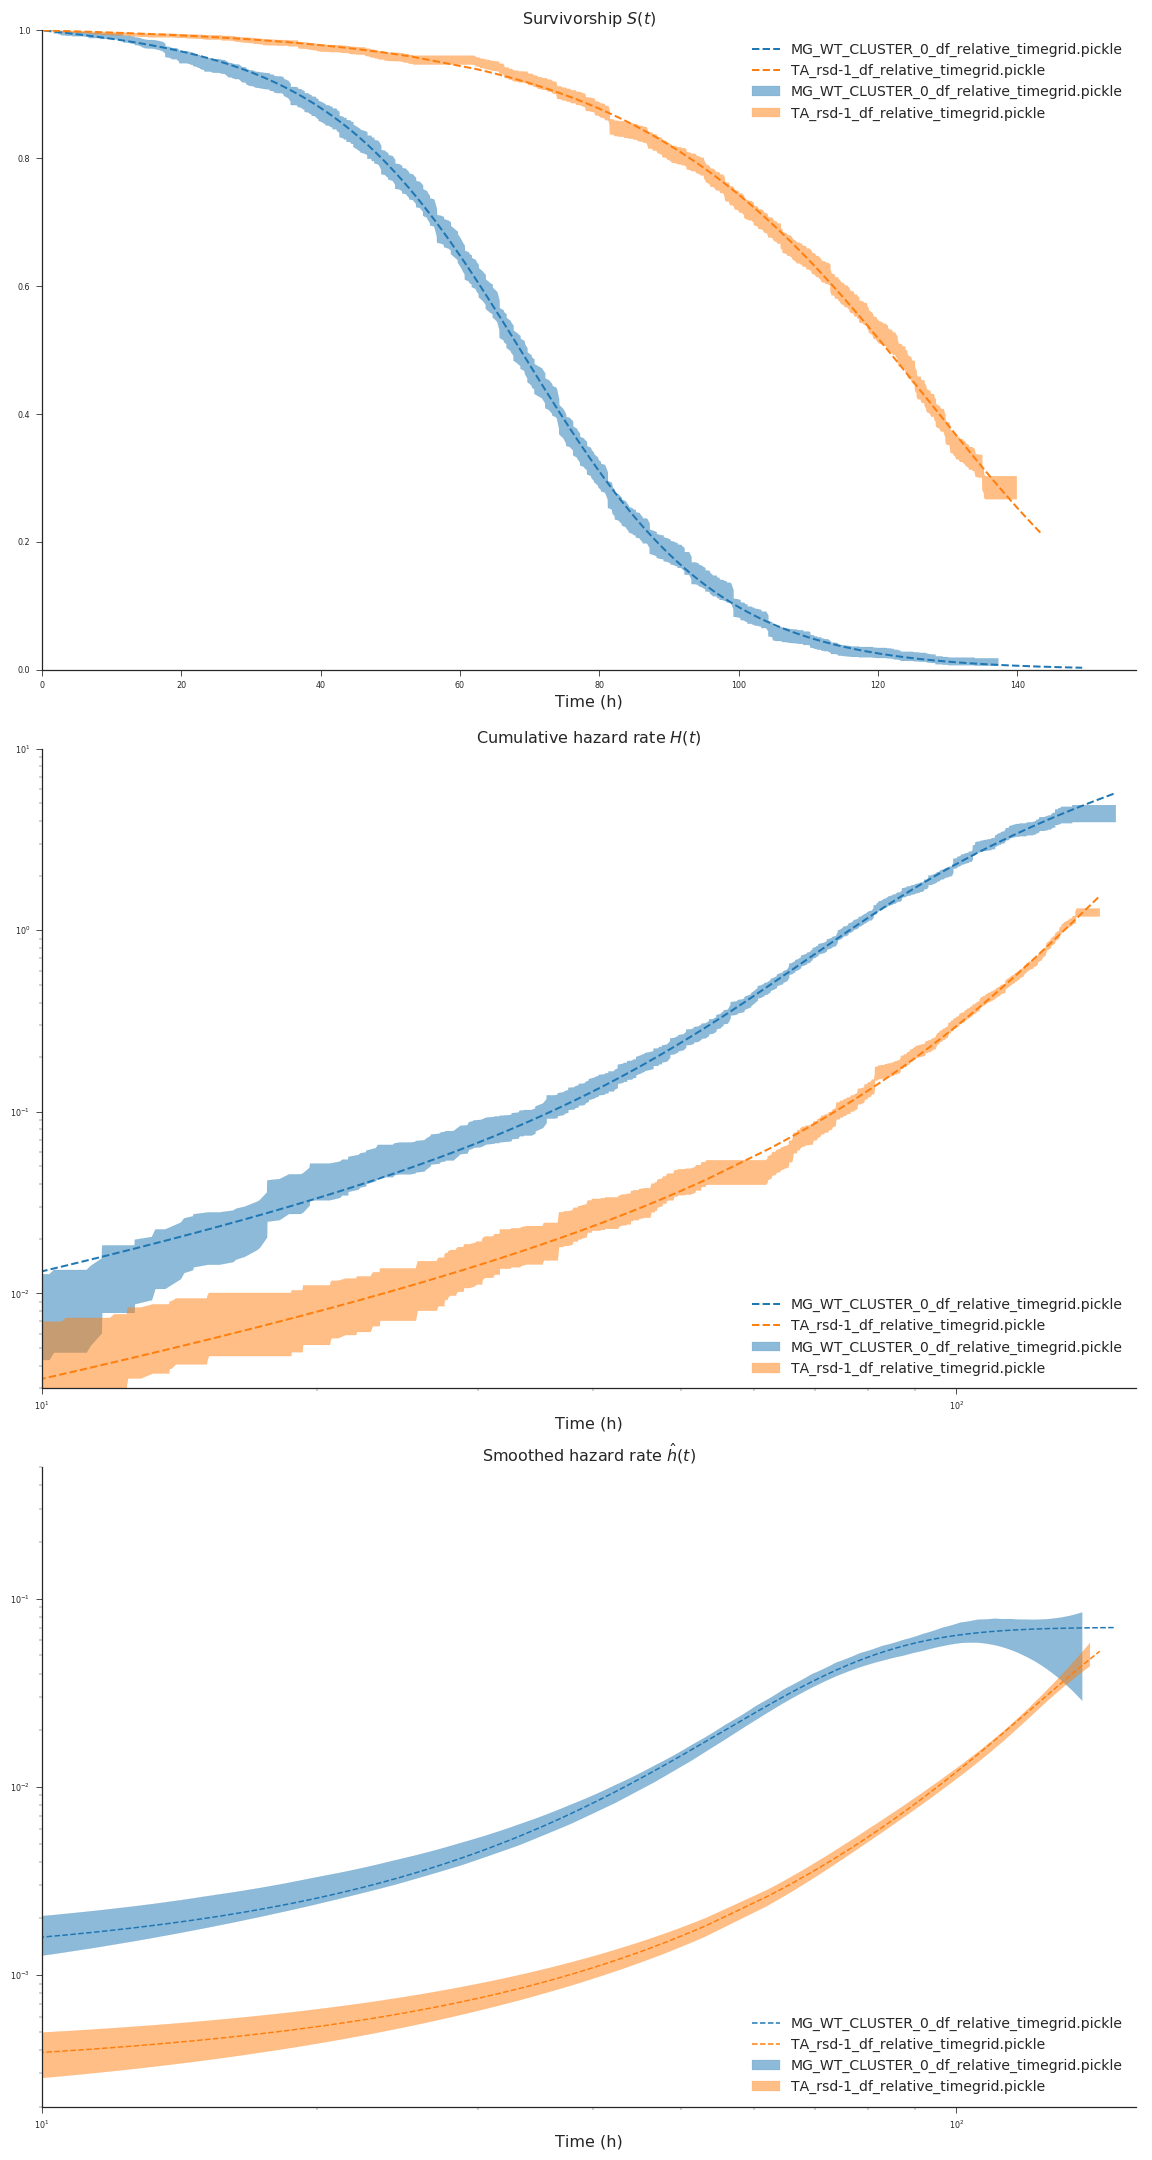 Survivorship S(t)
1.0
0.8
0.6
0.4
0.2
0.0
MG_WT_CLUSTER_0_df_relative_timegrid.pickle
TA_rsd-1_df_relative_timegrid.pickle
MG_WT_CLUSTER_0_df_relative_timegrid.pickle
TA_rsd-1_df_relative_timegrid.pickle
0 20 40 60 80 100 120 140
Time (h)
Cumulative hazard rate H(t)
10¹
10⁰
10⁻¹
10⁻²
MG_WT_CLUSTER_0_df_relative_timegrid.pickle
TA_rsd-1_df_relative_timegrid.pickle
MG_WT_CLUSTER_0_df_relative_timegrid.pickle
TA_rsd-1_df_relative_timegrid.pickle
10¹ 10²
Time (h)
Smoothed hazard rate ĥ(t)
10⁻¹
10⁻²
10⁻³
MG_WT_CLUSTER_0_df_relative_timegrid.pickle
TA_rsd-1_df_relative_timegrid.pickle
MG_WT_CLUSTER_0_df_relative_timegrid.pickle
TA_rsd-1_df_relative_timegrid.pickle
10¹ 10²
Time (h)